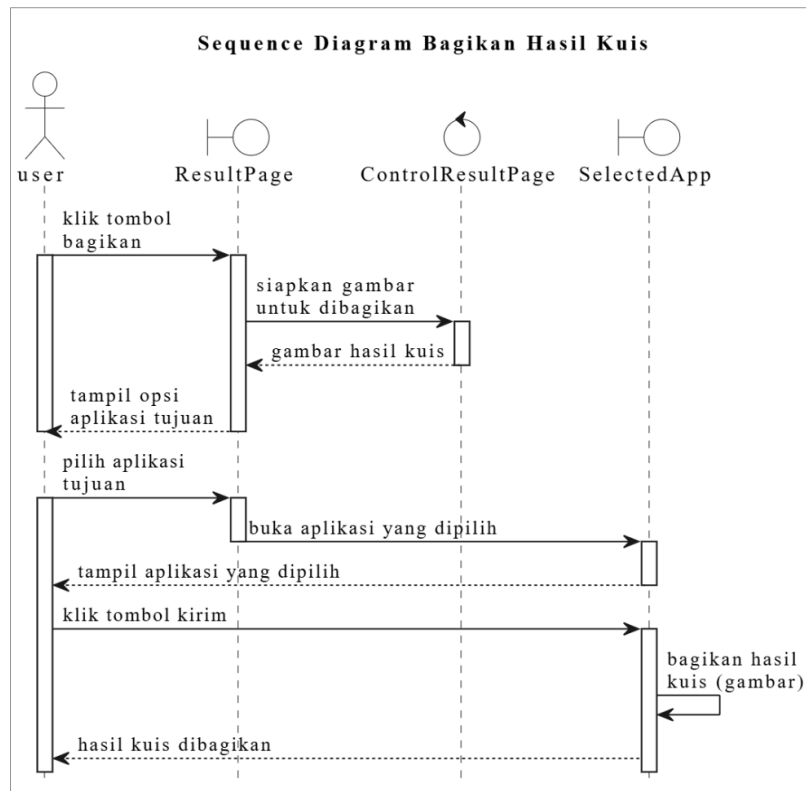 Sequence Diagram Bagikan Hasil Kuis
user
ResultPage
ControlResultPage
SelectedApp
klik tombol
bagikan
siapkan gambar
untuk dibagikan
gambar hasil kuis
tampil opsi
aplikasi tujuan
pilih aplikasi
tujuan
buka aplikasi yang dipilih
tampil aplikasi yang dipilih
klik tombol kirim
bagikan hasil
kuis (gambar)
hasil kuis dibagikan